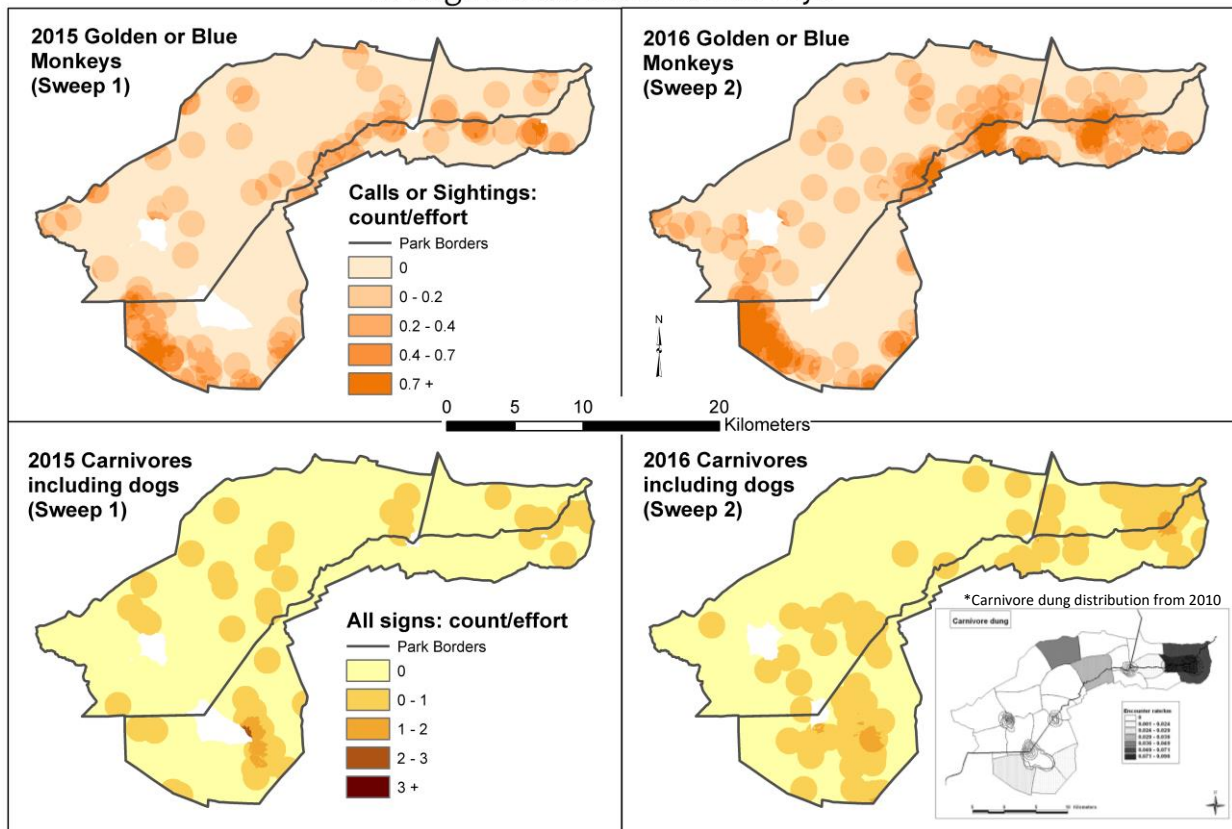 2015 Golden or Blue
Monkeys
(Sweep 1)
2016 Golden or Blue
Monkeys
(Sweep 2)
Calls or Sightings:
count/effort
Park Borders
0
0 - 0.2
0.2 - 0.4
0.4 - 0.7
0.7 +
N
0 5 10 20
Kilometers
2015 Carnivores
including dogs
(Sweep 1)
2016 Carnivores
including dogs
(Sweep 2)
All signs: count/effort
Park Borders
0
0 - 1
1 - 2
2 - 3
3 +
*Carnivore dung distribution from 2010
Carnivore dung
0
Kilometers